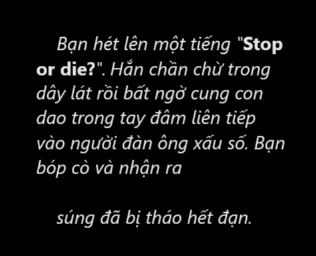 Bạn hét lên một tiếng "Stop
or die?". Hắn chần chừ trong
dây lát rồi bất ngờ cung con
dao trong tay đâm liên tiếp
vào người đàn ông xấu số. Bạn
bóp cò và nhận ra
súng đã bị tháo hết đạn.